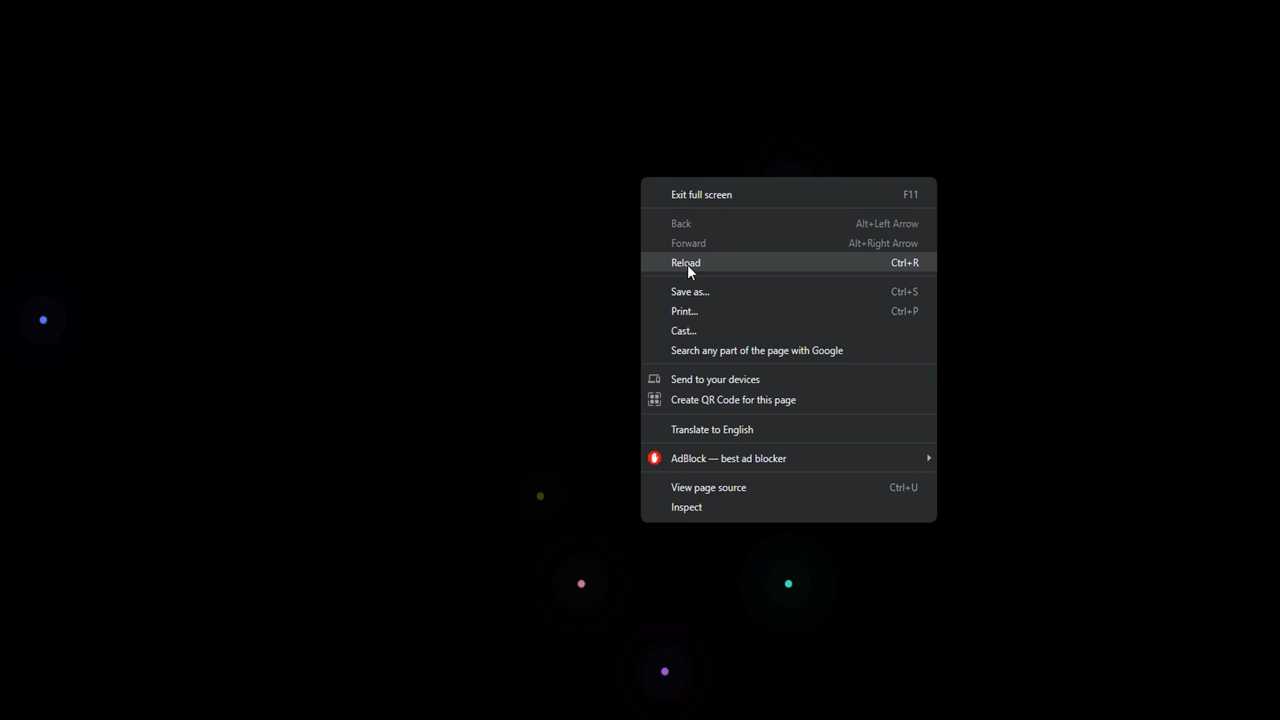 Exit full screen F11
Back Alt+Left Arrow
Forward Alt+Right Arrow
Reload Ctrl+R
Save as... Ctrl+S
Print... Ctrl+P
Cast...
Search any part of the page with Google
Send to your devices
Create QR Code for this page
Translate to English
AdBlock — best ad blocker
View page source Ctrl+U
Inspect